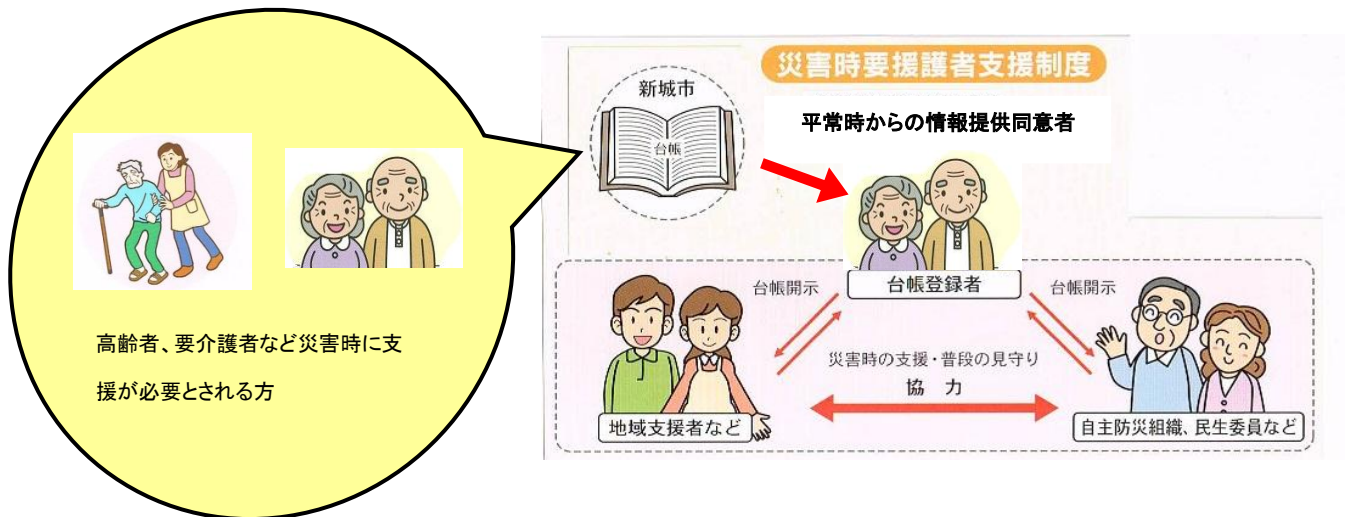 高齢者、要介護者など災害時に支
援が必要とされる方
災害時要援護者支援制度
新城市
台帳
平常時からの情報提供同意者
台帳登録者
台帳開示
台帳開示
災害時の支援・普段の見守り
協 力
地域支援者など
自主防災組織、民生委員など